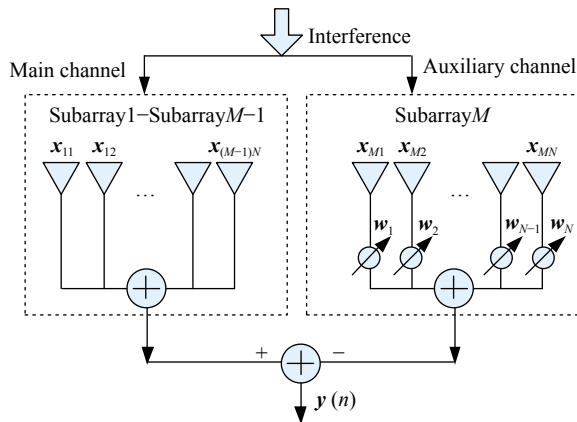 Interference
Main channel
Auxiliary channel
Subarray1−SubarrayM−1
SubarrayM
x11 x12 … x(M−1)N
xM1 xM2 … xMN
w1 w2 wN−1 wN
+ +
+ −
+
y (n)